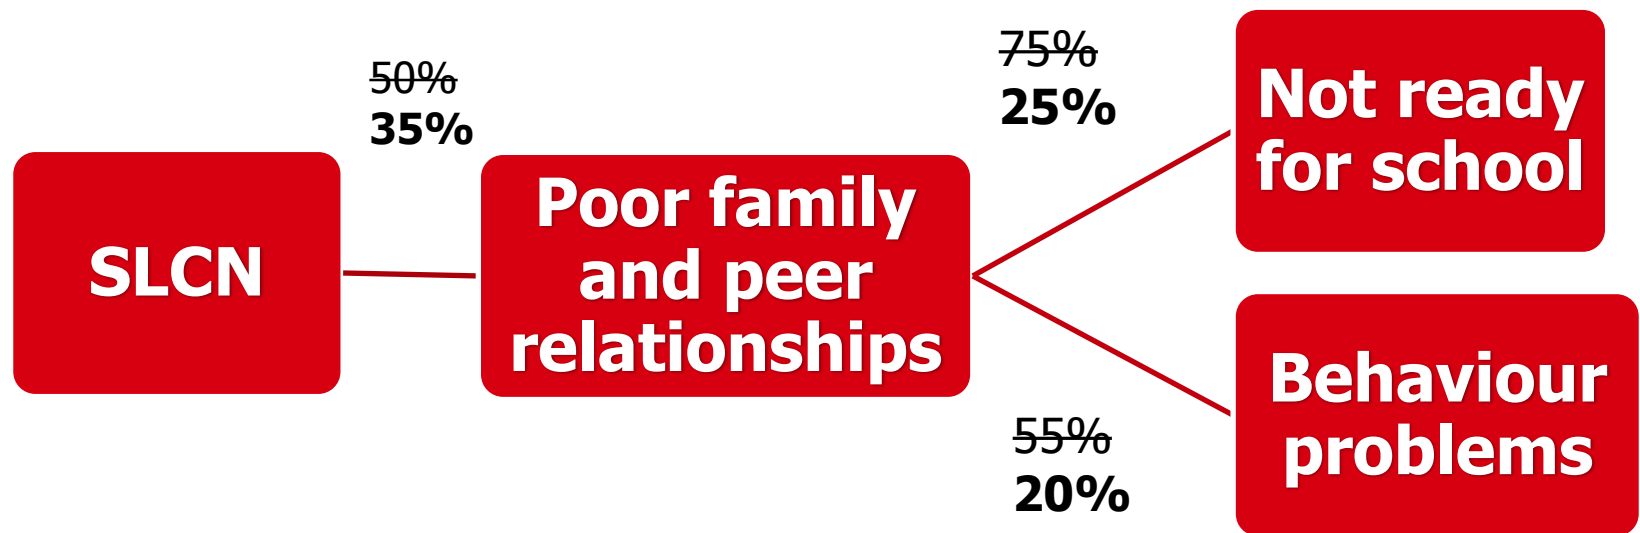 SLCN
50%
35%
Poor family
and peer
relationships
75%
25%
Not ready
for school
55%
20%
Behaviour
problems